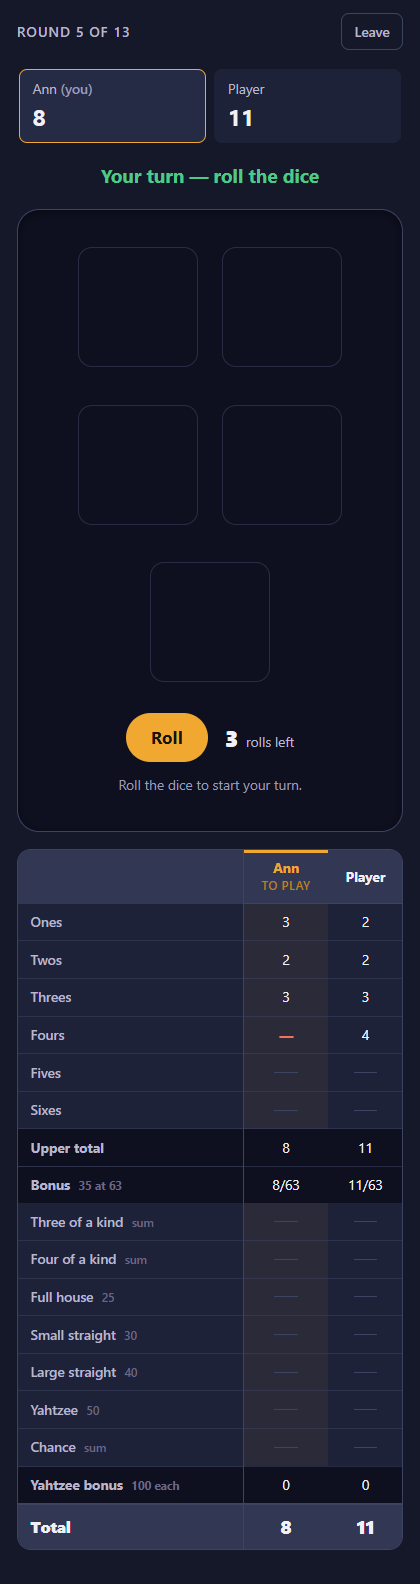 ROUND 5 OF 13 Leave
Ann (you) Player
8 11
Your turn — roll the dice
Roll 3 rolls left
Roll the dice to start your turn.
Ann Player
TO PLAY
Ones 3 2
Twos 2 2
Threes 3 3
Fours — 4
Fives — —
Sixes — —
Upper total 8 11
Bonus 35 at 63 8/63 11/63
Three of a kind sum — —
Four of a kind sum — —
Full house 25 — —
Small straight 30 — —
Large straight 40 — —
Yahtzee 50 — —
Chance sum — —
Yahtzee bonus 100 each 0 0
Total 8 11